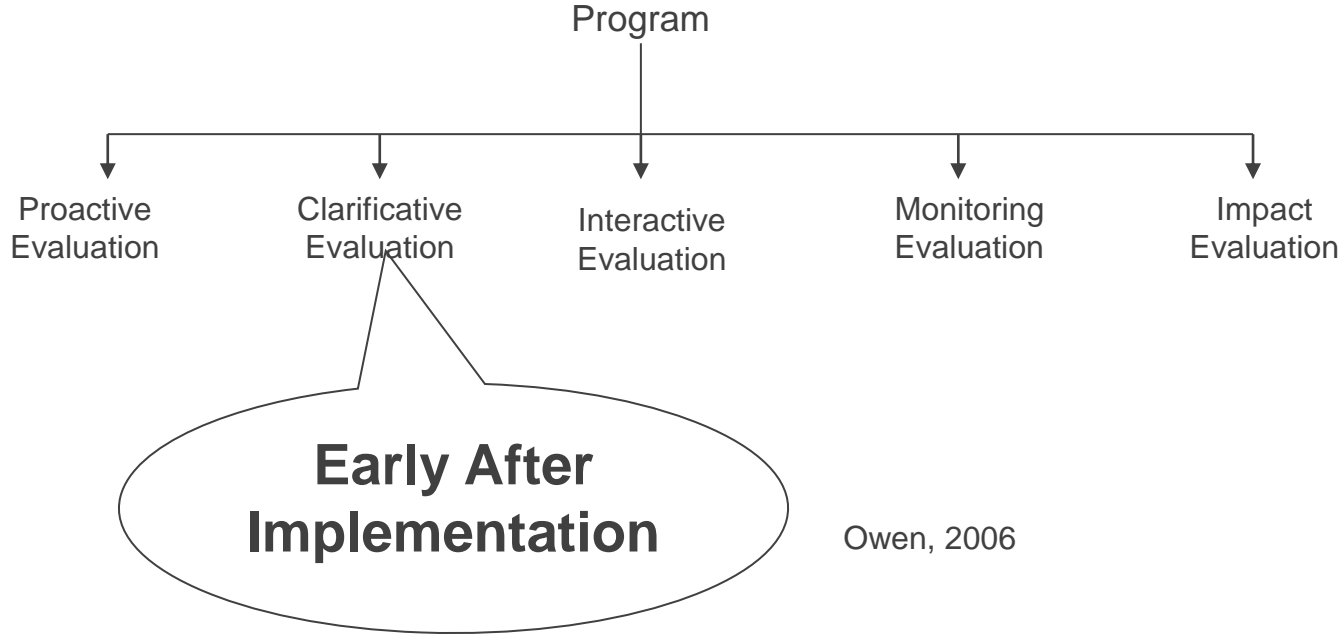 Program
Proactive
Evaluation
Clarificative
Evaluation
Interactive
Evaluation
Monitoring
Evaluation
Impact
Evaluation
Early After
Implementation
Owen, 2006